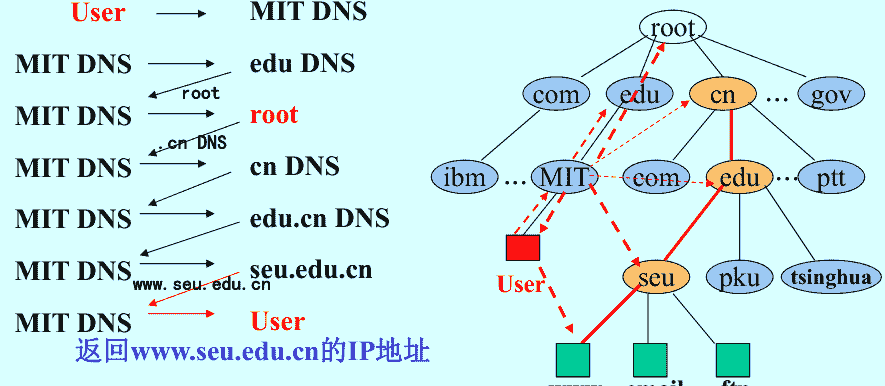 User MIT DNS
MIT DNS edu DNS
root
MIT DNS root
.cn DNS
MIT DNS cn DNS
MIT DNS edu.cn DNS
MIT DNS seu.edu.cn
www.seu.edu.cn
MIT DNS User
返回www.seu.edu.cn的IP地址
root
com edu cn ... gov
ibm ... MIT com edu ... ptt
User seu pku tsinghua
www email ftp